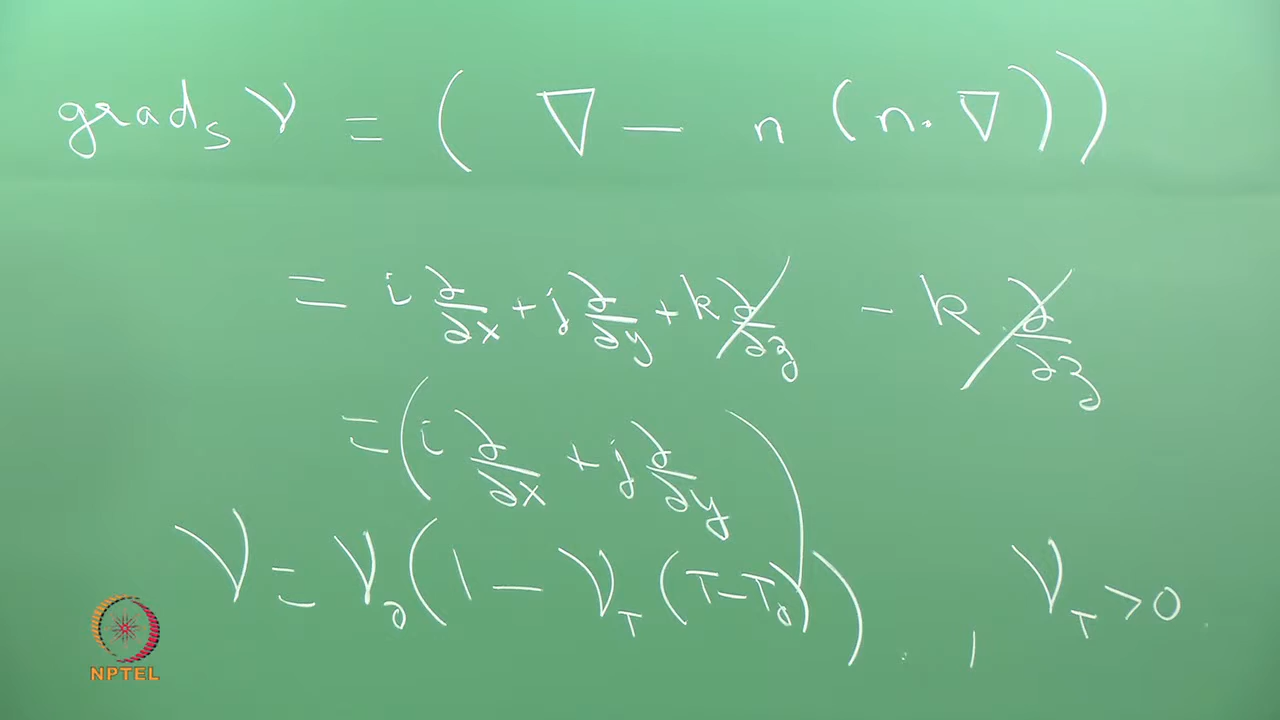 grad_s γ = ( ∇ — n ( n. ∇ ) )
= i ∂/∂x + j ∂/∂y + k ∂/∂z - k ∂/∂z
= ( i ∂/∂x + j ∂/∂y )
γ = γ_0 ( 1 — γ_T ( T - T_0 ) ) . , γ_T > 0
NPTEL